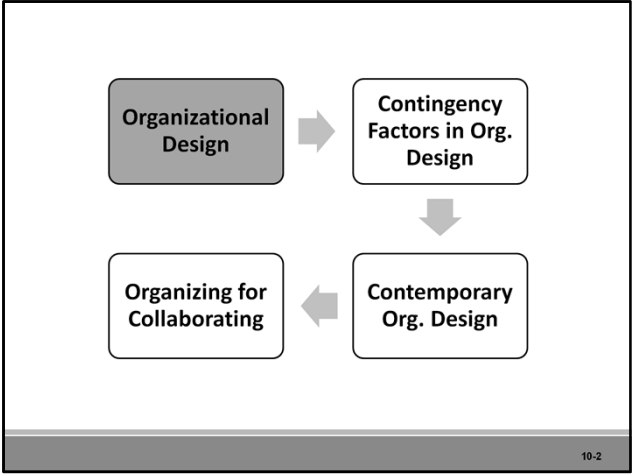 Organizational
Design
Contingency
Factors in Org.
Design
Contemporary
Org. Design
Organizing for
Collaborating
10-2